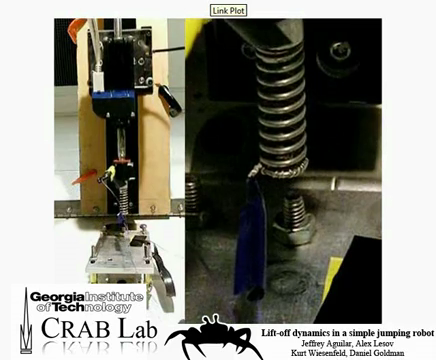 Link Plot
Georgia Institute
of Technology
CRAB Lab
Lift-off dynamics in a simple jumping robot
Jeffrey Aguilar, Alex Lesov
Kurt Wiesenfeld, Daniel Goldman